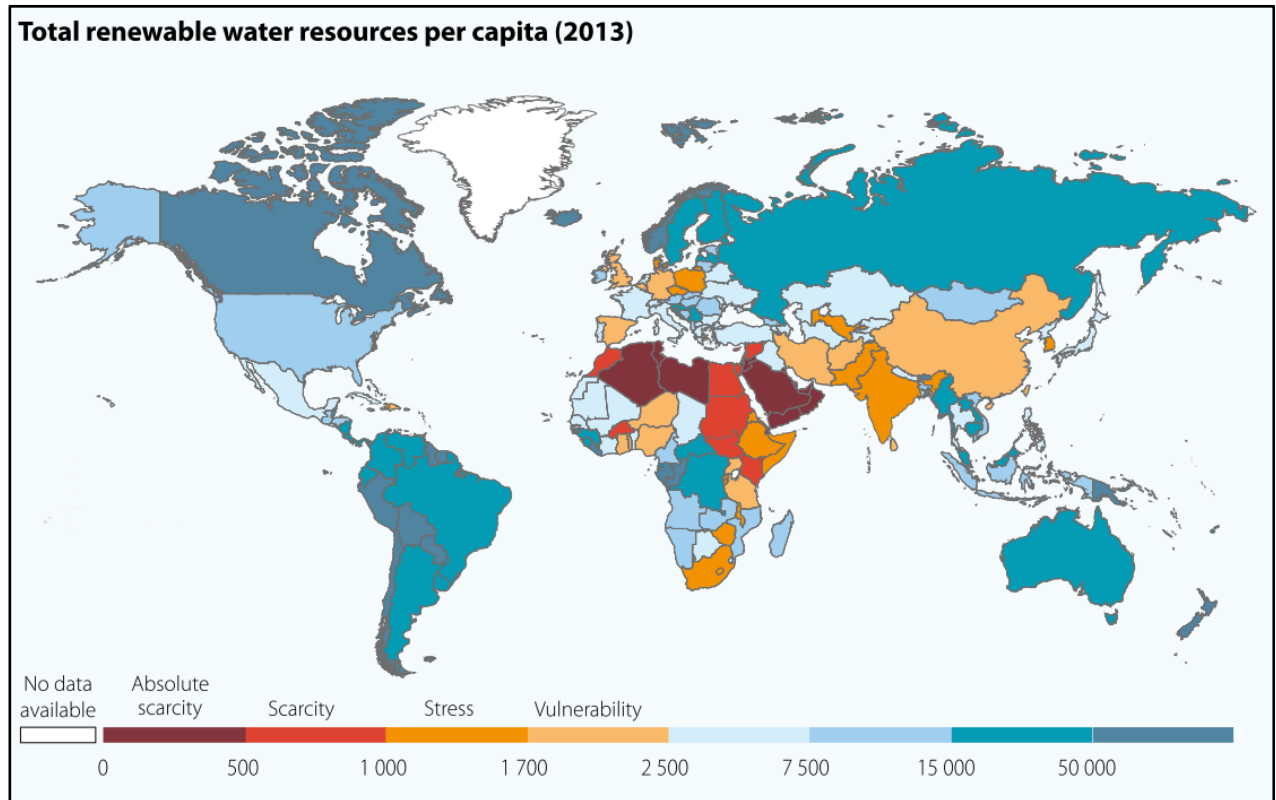 Total renewable water resources per capita (2013)
No data
available
Absolute
scarcity
Scarcity
Stress
Vulnerability
0
500
1 000
1 700
2 500
7 500
15 000
50 000